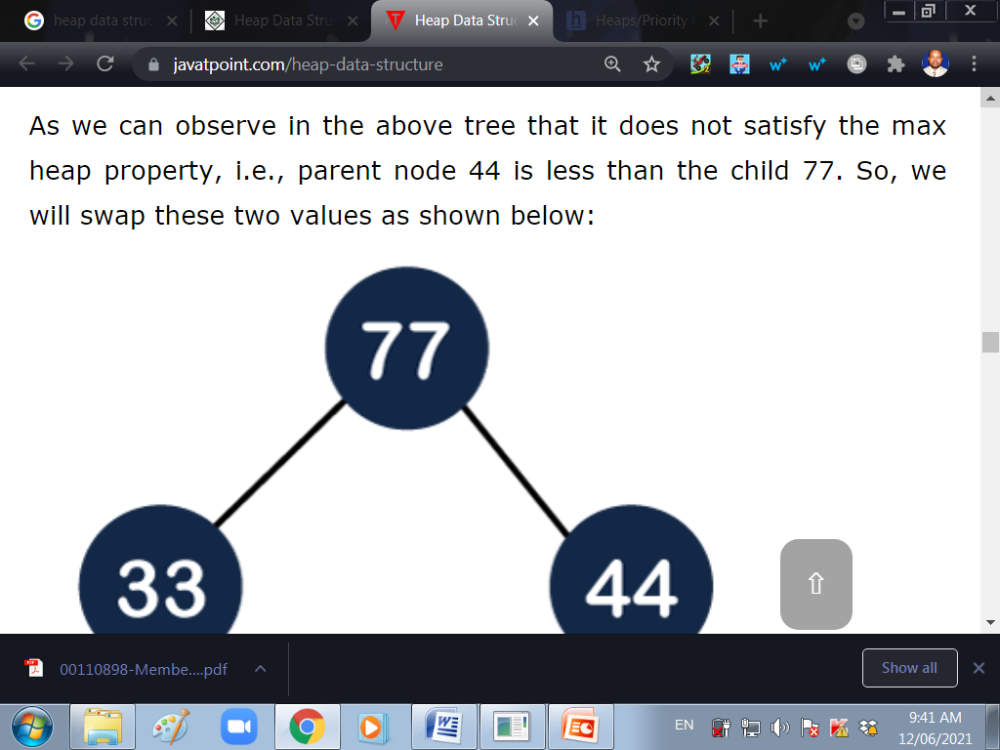 heap data struc
Heap Data Stru
Heap Data Stru
Heaps/Priority
javatpoint.com/heap-data-structure
As we can observe in the above tree that it does not satisfy the max
heap property, i.e., parent node 44 is less than the child 77. So, we
will swap these two values as shown below:
77
33
44
00110898-Membe....pdf
Show all
EN
9:41 AM
12/06/2021